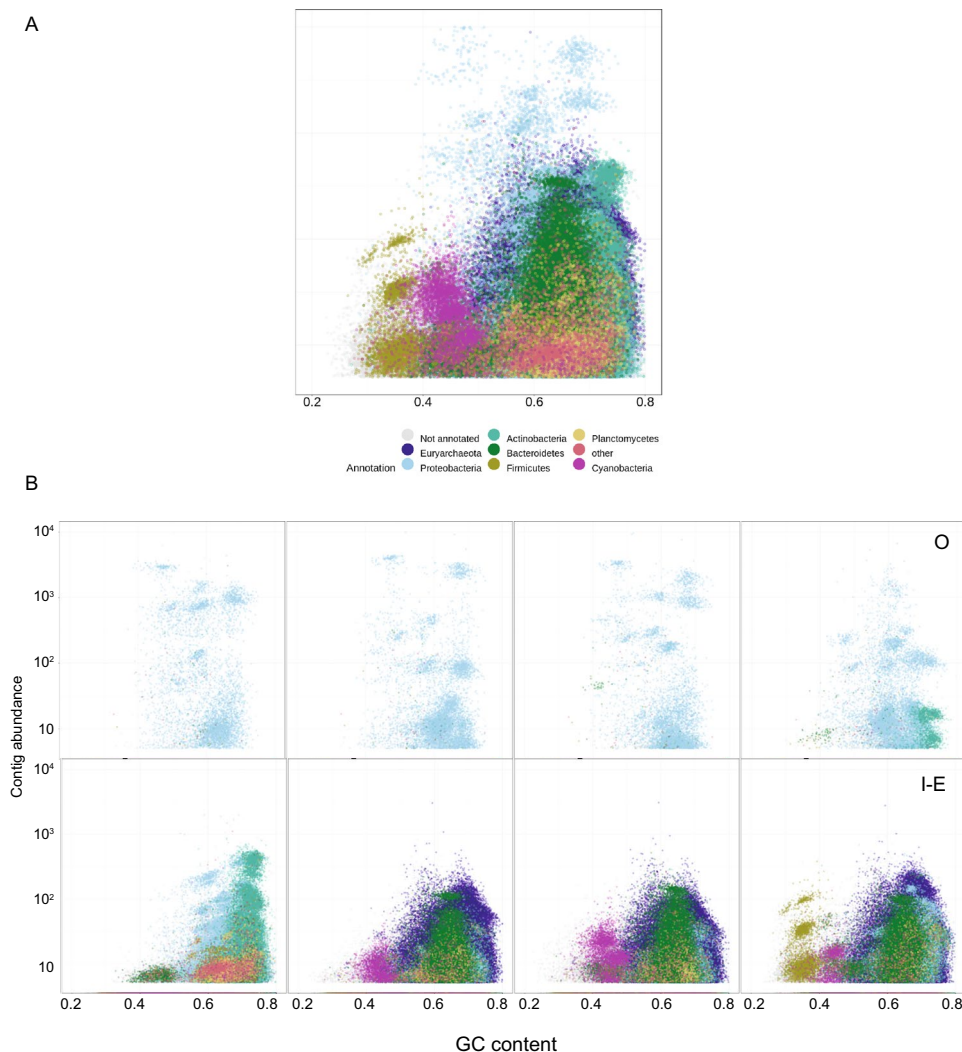 A
0.2 0.4 0.6 0.8
Not annotated Actinobacteria Planctomycetes
Euryarchaeota Bacteroidetes other
Annotation Proteobacteria Firmicutes Cyanobacteria
B
10⁴
10³
10²
10
O
10⁴
10³
10²
10
I-E
Contig abundance
0.2 0.4 0.6 0.8 0.2 0.4 0.6 0.8 0.2 0.4 0.6 0.8 0.2 0.4 0.6 0.8
GC content